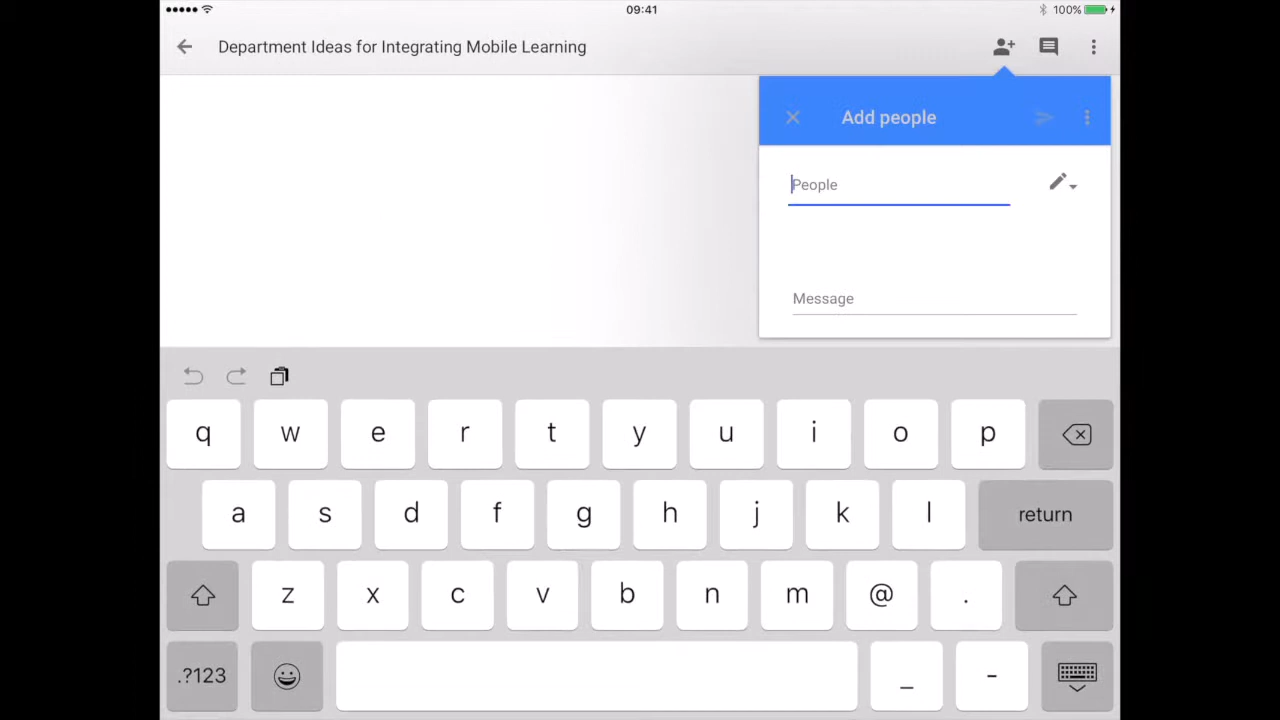 09:41
100%
Department Ideas for Integrating Mobile Learning
Add people
People
Message
q w e r t y u i o p
a s d f g h j k l return
z x c v b n m @ .
.?123 _ -